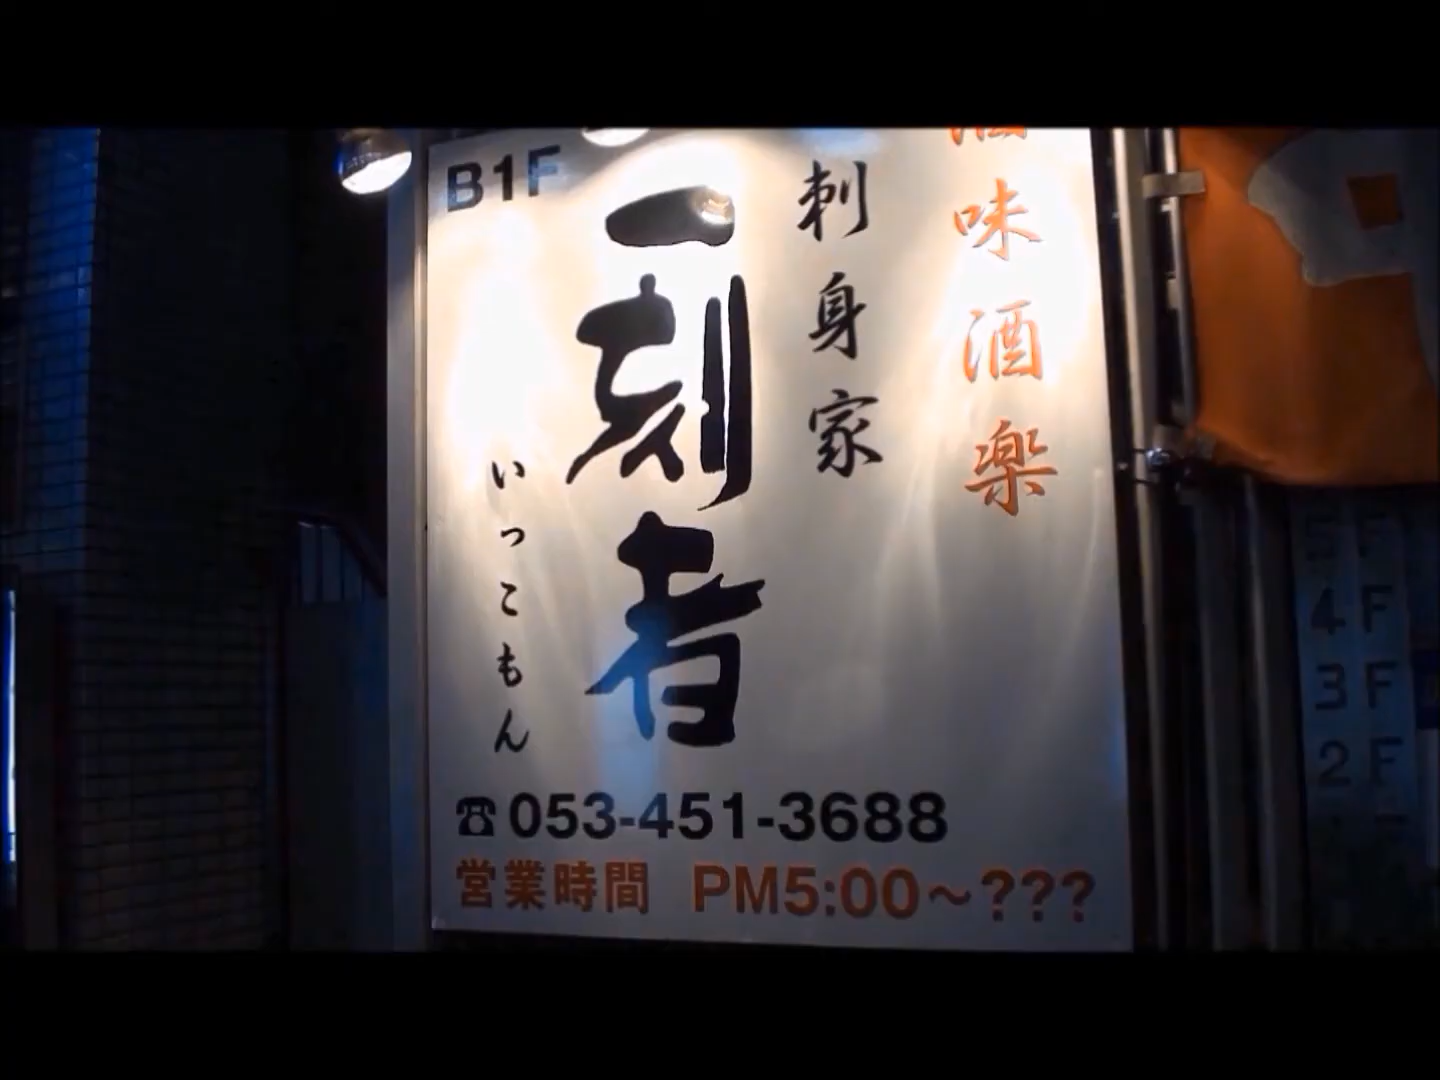 酒味酒楽
刺身家
B1F
一刻者
いっこもん
☎053-451-3688
営業時間 PM5:00～???
5F
4F
3F
2F